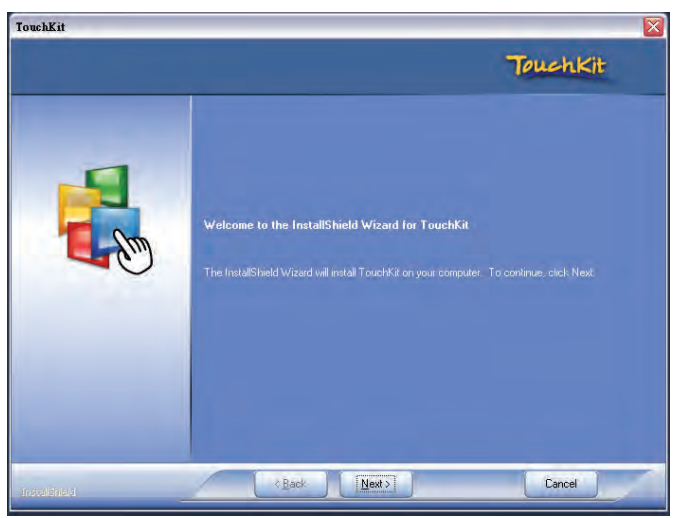 TouchKit
TouchKit
Welcome to the InstallShield Wizard for TouchKit
The InstallShield Wizard will install TouchKit on your computer. To continue, click Next.
InstallShield
< Back
Next >
Cancel